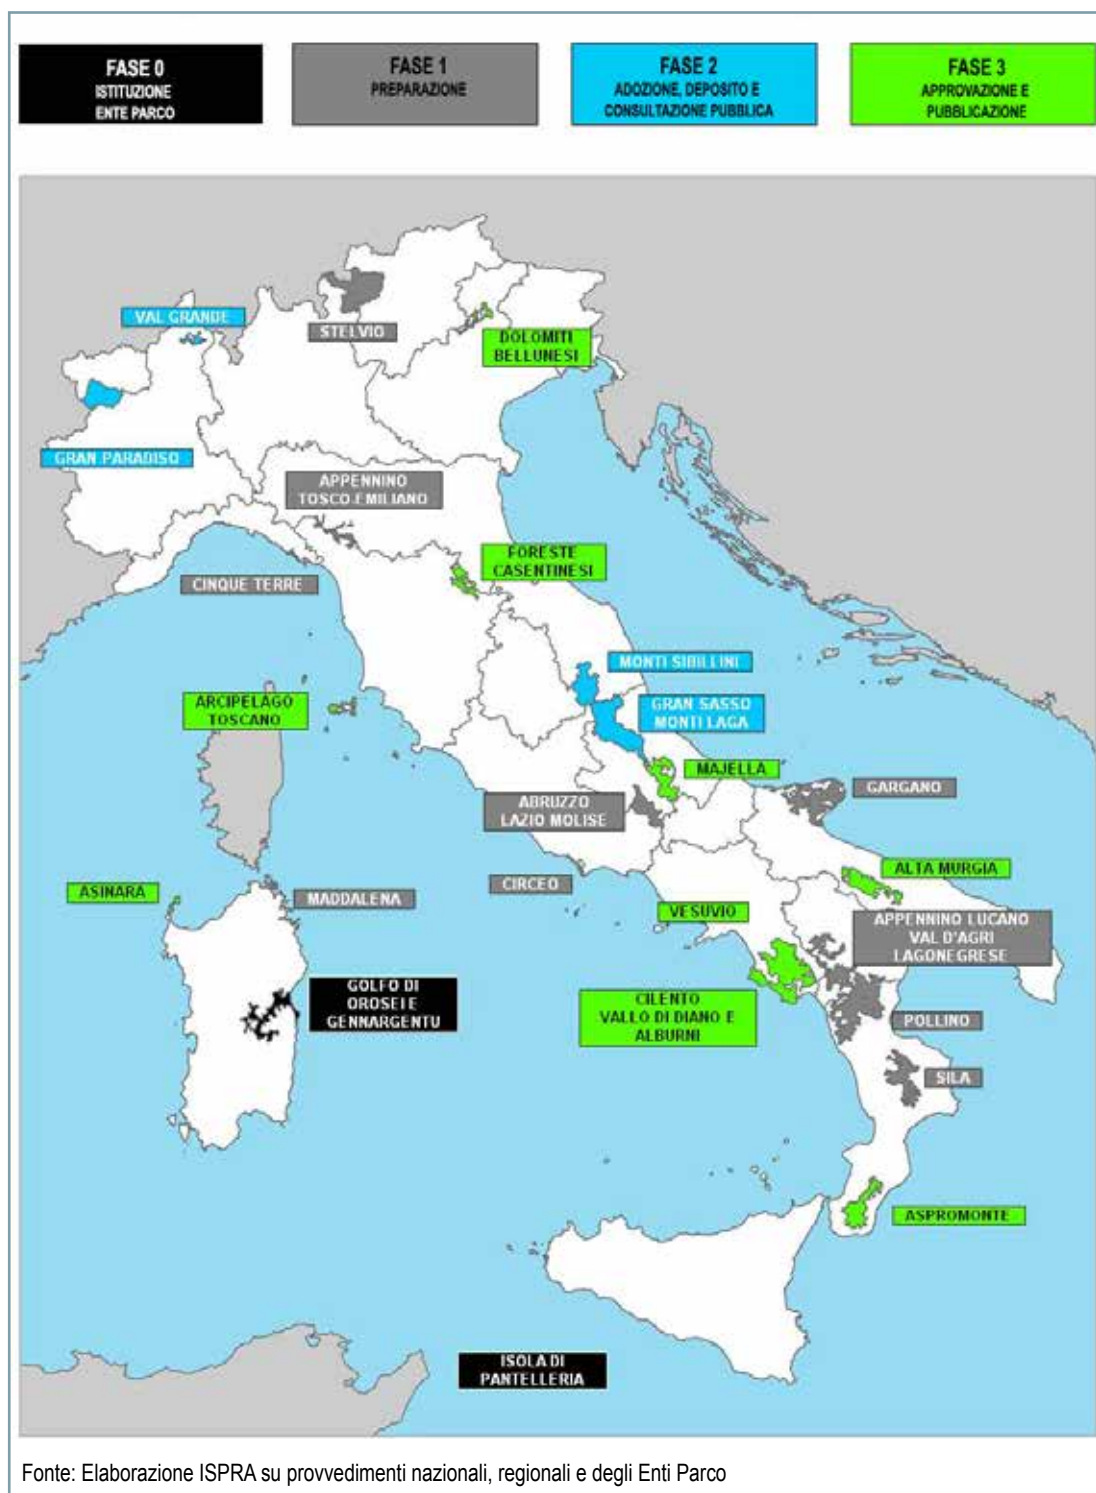 FASE 0
ISTITUZIONE
ENTE PARCO
FASE 1
PREPARAZIONE
FASE 2
ADOZIONE, DEPOSITO E
CONSULTAZIONE PUBBLICA
FASE 3
APPROVAZIONE E
PUBBLICAZIONE
VAL GRANDE
STELVIO
DOLOMITI
BELLUNESI
GRAN PARADISO
APPENNINO
TOSCO-EMILIANO
FORESTE
CASENTINESI
CINQUE TERRE
MONTI SIBILLINI
ARCIPELAGO
TOSCANO
GRAN SASSO
MONTI LAGA
MAJELLA
GARGANO
ABRUZZO
LAZIO MOLISE
ALTA MURGIA
ASINARA
MADDALENA
CIRCEO
VESUVIO
APPENNINO LUCANO
VAL D'AGRI
LAGONEGRESE
GOLFO DI
OROSEI E
GENNARGENTU
CILENTO
VALLO DI DIANO E
ALBURNI
POLLINO
SILA
ASPROMONTE
ISOLA DI
PANTELLERIA
Fonte: Elaborazione ISPRA su provvedimenti nazionali, regionali e degli Enti Parco